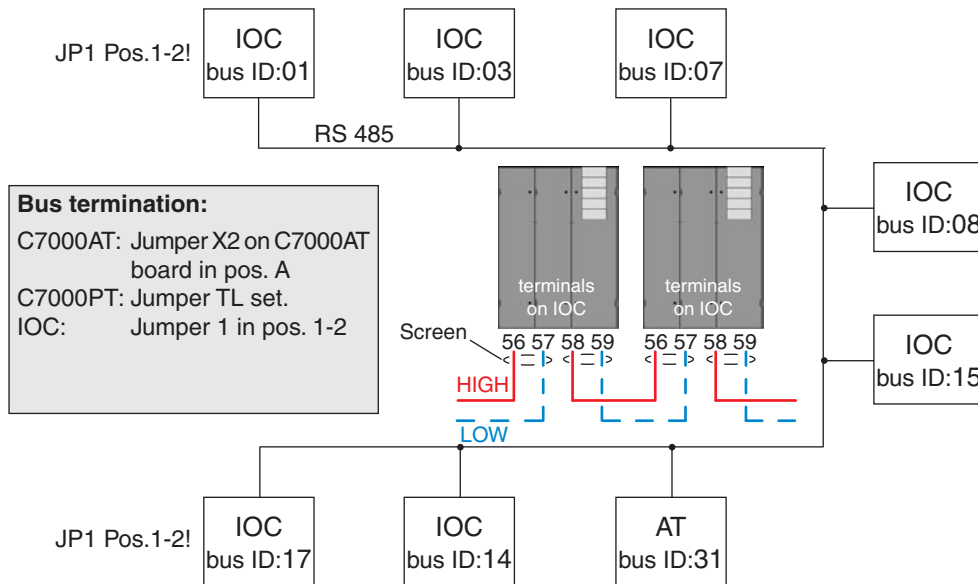 JP1 Pos.1-2!
IOC
bus ID:01
IOC
bus ID:03
IOC
bus ID:07
RS 485
IOC
bus ID:08
Bus termination:
C7000AT: Jumper X2 on C7000AT
board in pos. A
C7000PT: Jumper TL set.
IOC: Jumper 1 in pos. 1-2
terminals
on IOC
terminals
on IOC
Screen
56 57 58 59 56 57 58 59
HIGH
LOW
IOC
bus ID:15
JP1 Pos.1-2!
IOC
bus ID:17
IOC
bus ID:14
AT
bus ID:31